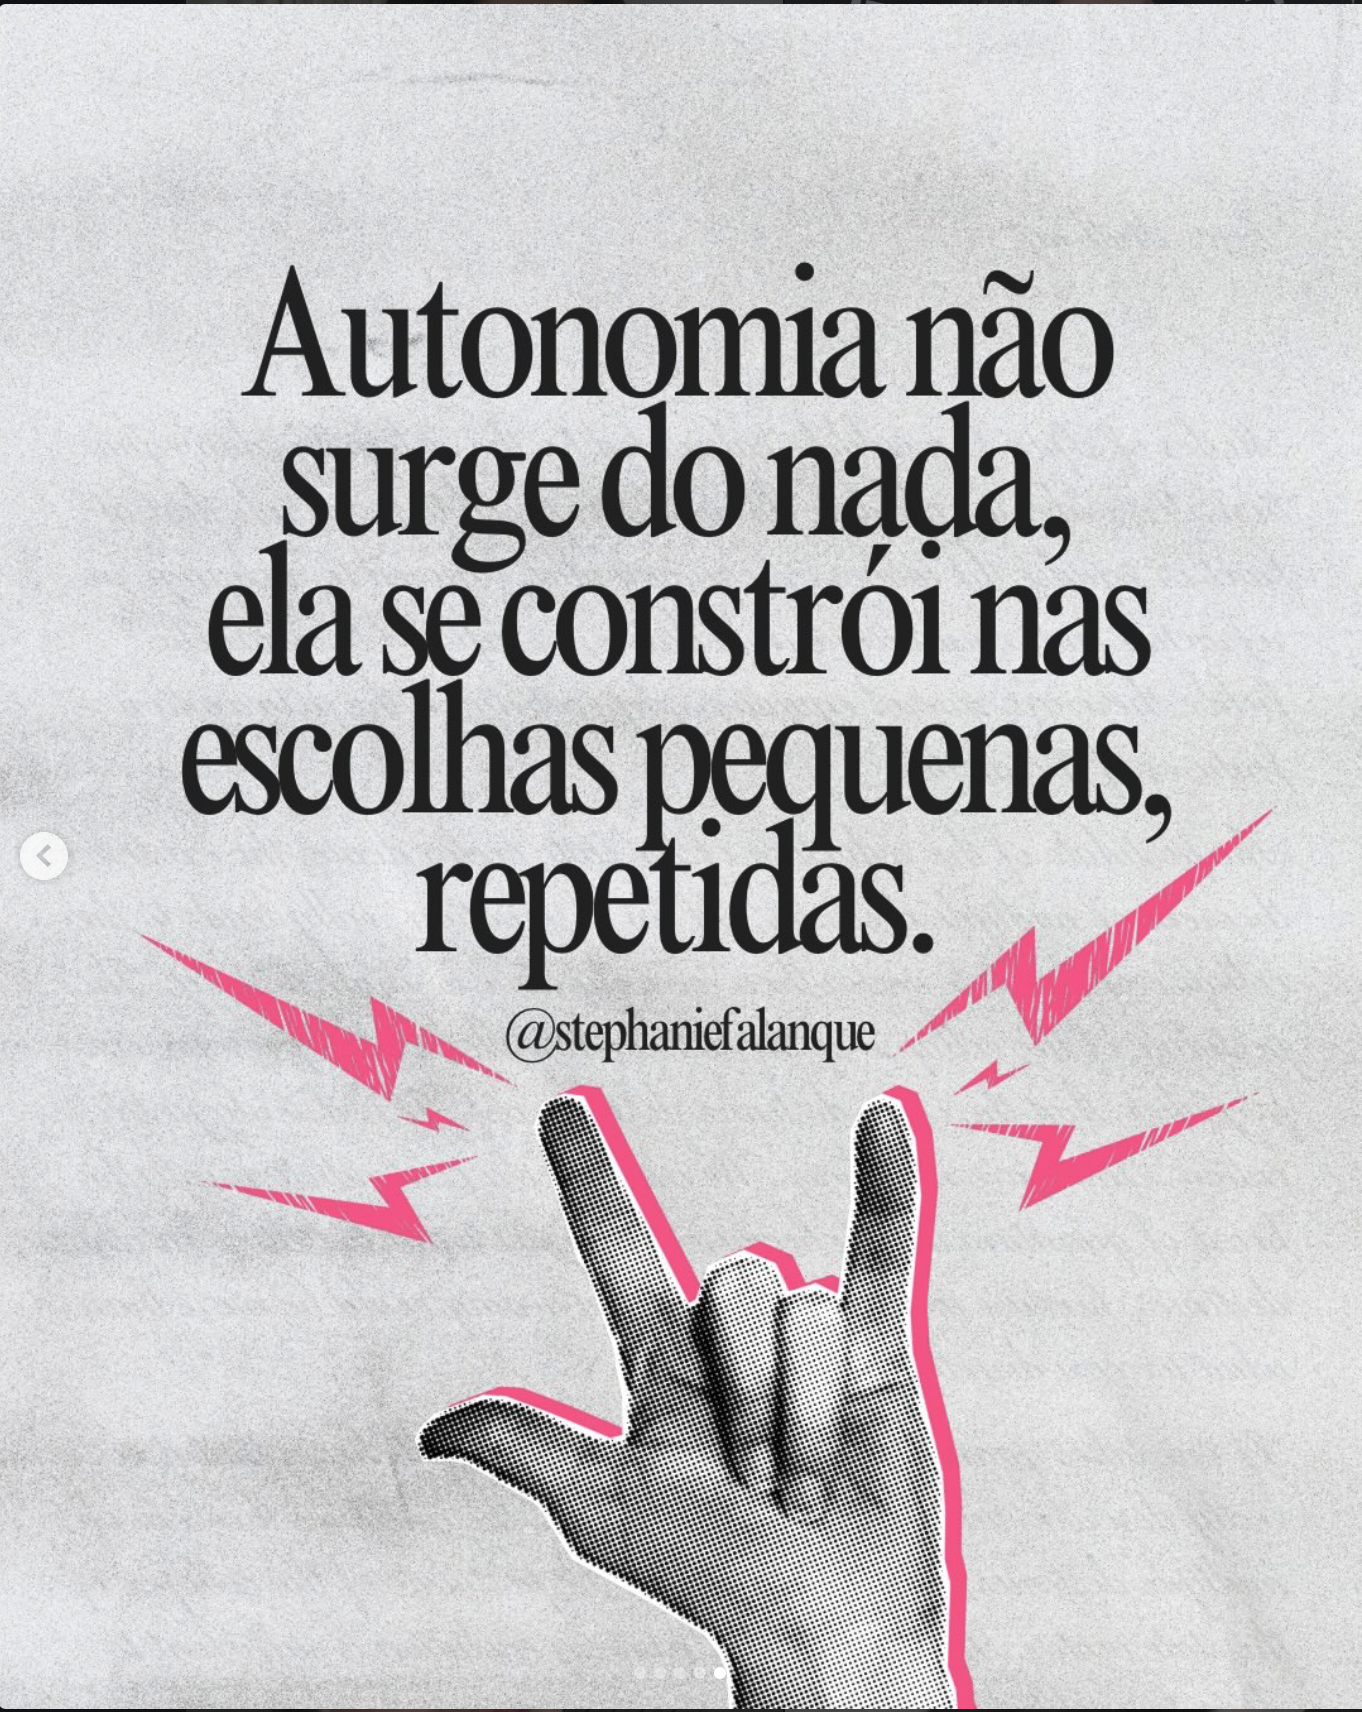 Autonomia não
surge do nada,
ela se constrói nas
escolhas pequenas,
repetidas.
@stephaniefalanque